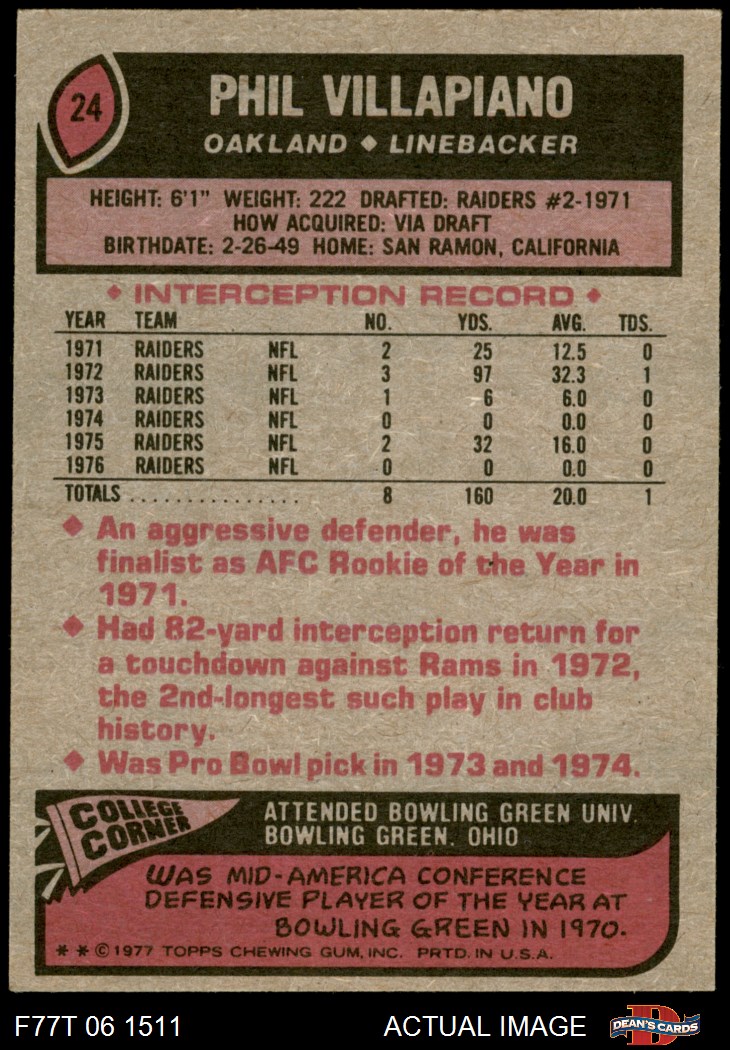 24
PHIL VILLAPIANO
OAKLAND ◆ LINEBACKER
HEIGHT: 6'1" WEIGHT: 222 DRAFTED: RAIDERS #2-1971
HOW ACQUIRED: VIA DRAFT
BIRTHDATE: 2-26-49 HOME: SAN RAMON, CALIFORNIA
◆ INTERCEPTION RECORD ◆
YEAR TEAM NO. YDS. AVG. TDS.
1971 RAIDERS NFL 2 25 12.5 0
1972 RAIDERS NFL 3 97 32.3 1
1973 RAIDERS NFL 1 6 6.0 0
1974 RAIDERS NFL 0 0 0.0 0
1975 RAIDERS NFL 2 32 16.0 0
1976 RAIDERS NFL 0 0 0.0 0
TOTALS ................ 8 160 20.0 1
◆ An aggressive defender, he was
finalist as AFC Rookie of the Year in
1971.
◆ Had 82-yard interception return for
a touchdown against Rams in 1972,
the 2nd-longest such play in club
history.
◆ Was Pro Bowl pick in 1973 and 1974.
COLLEGE
CORNER
ATTENDED BOWLING GREEN UNIV.
BOWLING GREEN, OHIO
WAS MID-AMERICA CONFERENCE
DEFENSIVE PLAYER OF THE YEAR AT
BOWLING GREEN IN 1970.
* * © 1977 TOPPS CHEWING GUM, INC. PRTD. IN U.S.A.
F77T 06 1511 ACTUAL IMAGE
D
DEAN'S CARDS